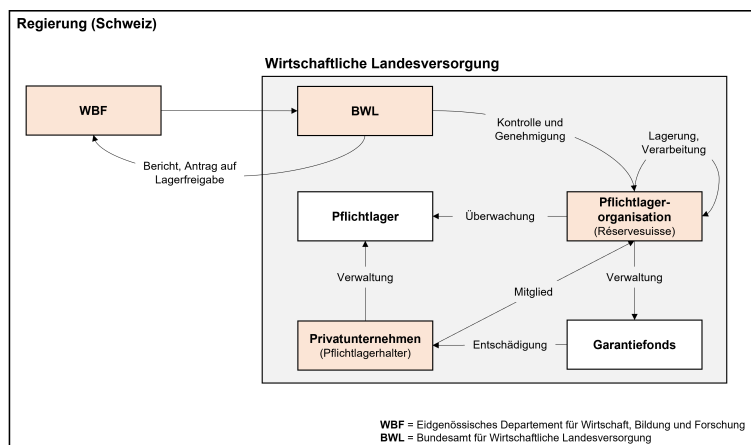 Regierung (Schweiz)
Wirtschaftliche Landesversorgung
WBF
BWL
Kontrolle und
Genehmigung
Lagerung,
Verarbeitung
Bericht, Antrag auf
Lagerfreigabe
Pflichtlager
Überwachung
Pflichtlager-
organisation
(Réservesuisse)
Verwaltung
Mitglied
Verwaltung
Privatunternehmen
(Pflichtlagerhalter)
Entschädigung
Garantiefonds
WBF = Eidgenössisches Departement für Wirtschaft, Bildung und Forschung
BWL = Bundesamt für Wirtschaftliche Landesversorgung